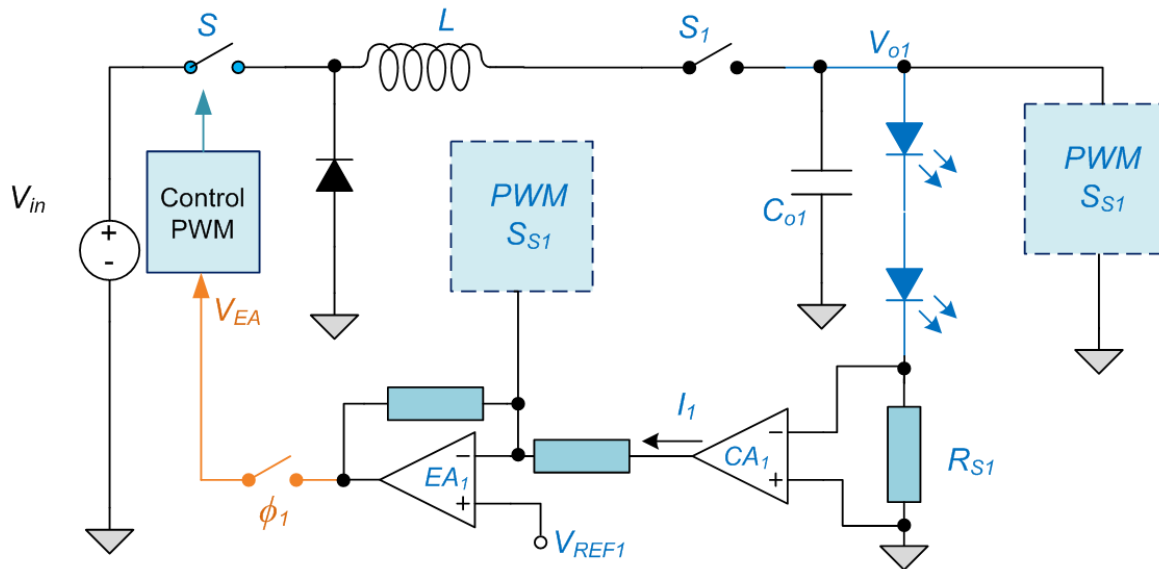 S
L
S1
Vo1
Vin
+
-
Control
PWM
PWM
SS1
Co1
PWM
SS1
VEA
I1
EA1
−
+
CA1
−
+
RS1
ϕ1
VREF1